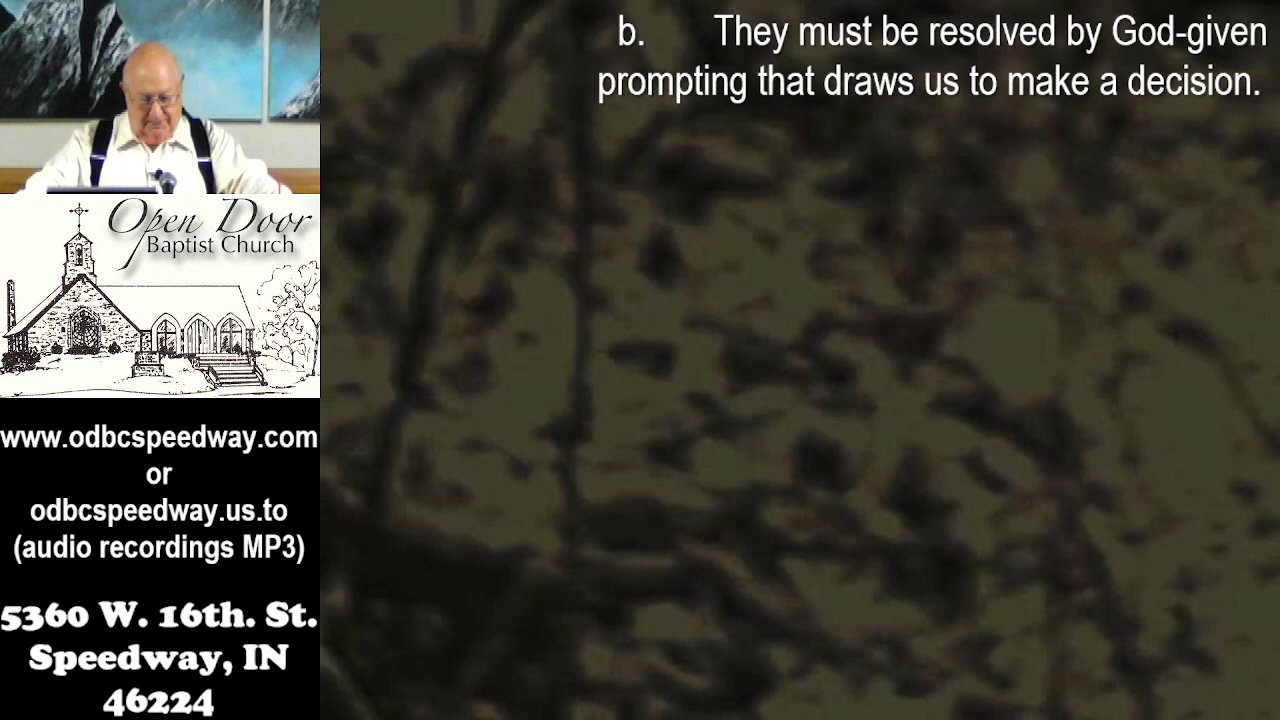 b. They must be resolved by God-given
prompting that draws us to make a decision.
Open Door
Baptist Church
www.odbcspeedway.com
or
odbcspeedway.us.to
(audio recordings MP3)
5360 W. 16th. St.
Speedway, IN
46224